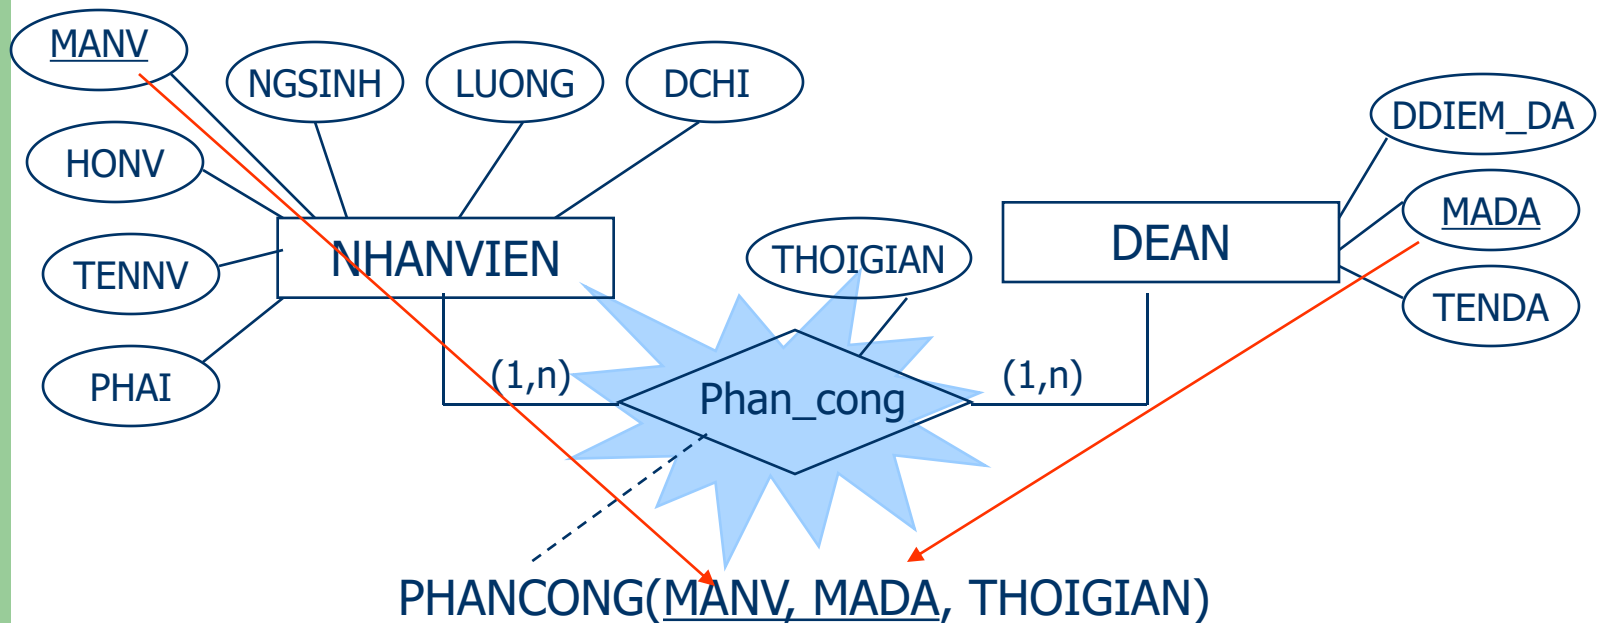 MANV
NGSINH
LUONG
DCHI
DDIEM_DA
HONV
MADA
NHANVIEN
DEAN
THOIGIAN
TENNV
TENDA
PHAI
(1,n)
(1,n)
Phan_cong
PHANCONG(MANV, MADA, THOIGIAN)